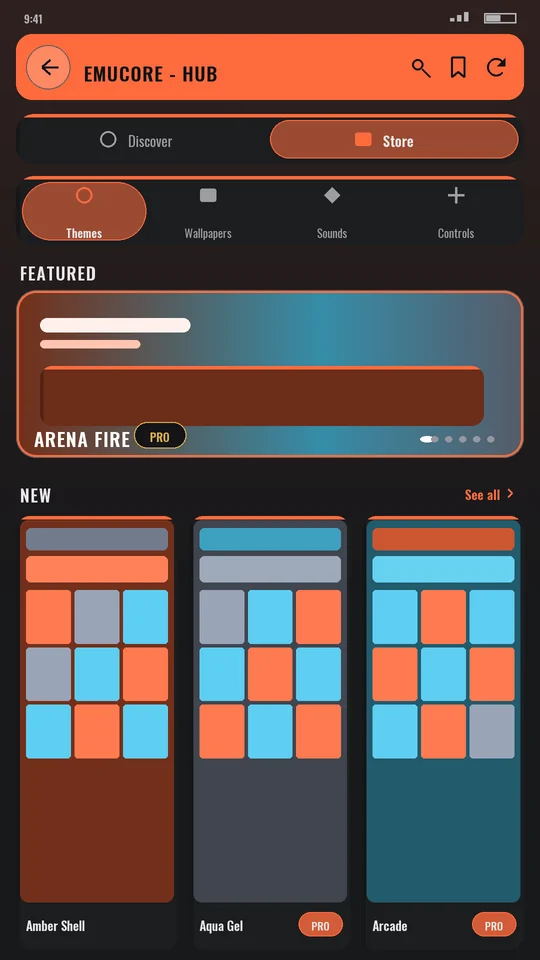 9:41
EMUCORE - HUB
Discover
Store
Themes
Wallpapers
Sounds
Controls
FEATURED
ARENA FIRE
PRO
NEW
See all
Amber Shell
Aqua Gel
PRO
Arcade
PRO